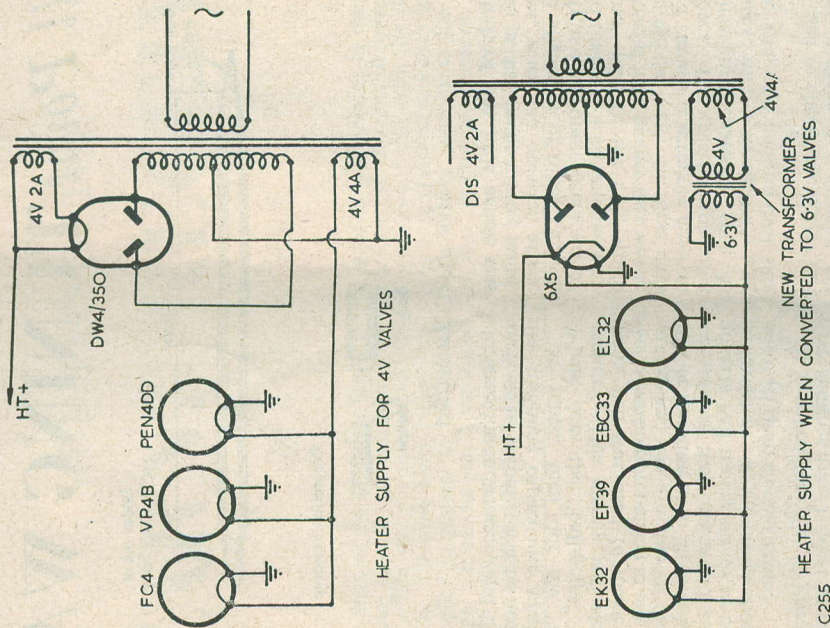 HT+
4V 2A
DW4/350
4V 4A
PEN4DD
VP4B
FC4
HEATER SUPPLY FOR 4V VALVES
DIS 4V 2A
HT+
6X5
4V4A
4V
6·3V
EL32
EBC33
EF39
EK32
NEW TRANSFORMER
HEATER SUPPLY WHEN CONVERTED TO 6·3V VALVES
C255